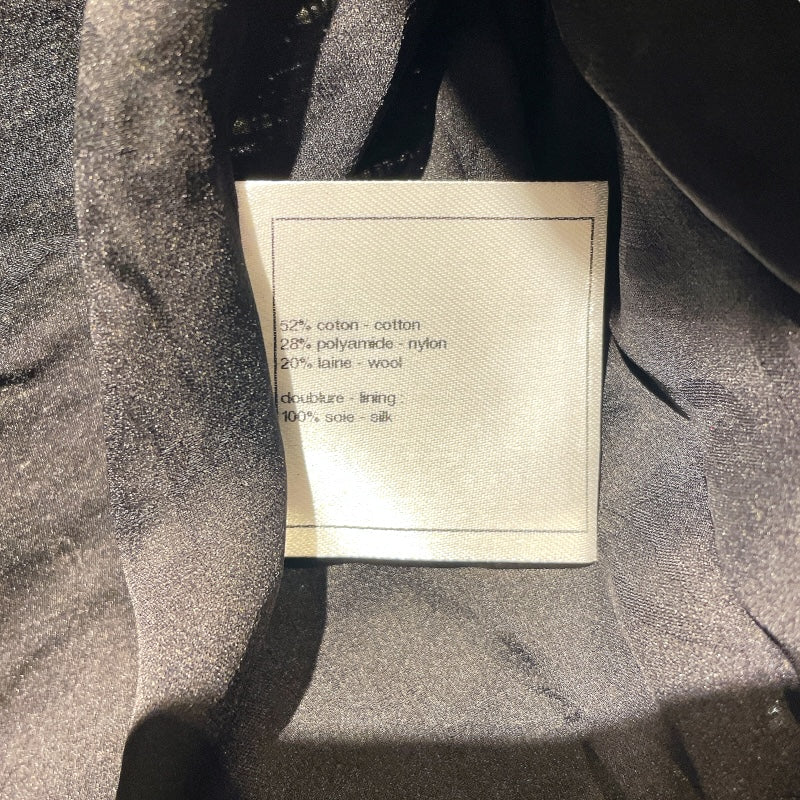 52% coton - cotton
28% polyamide - nylon
20% laine - wool
doublure - lining
100% soie - silk